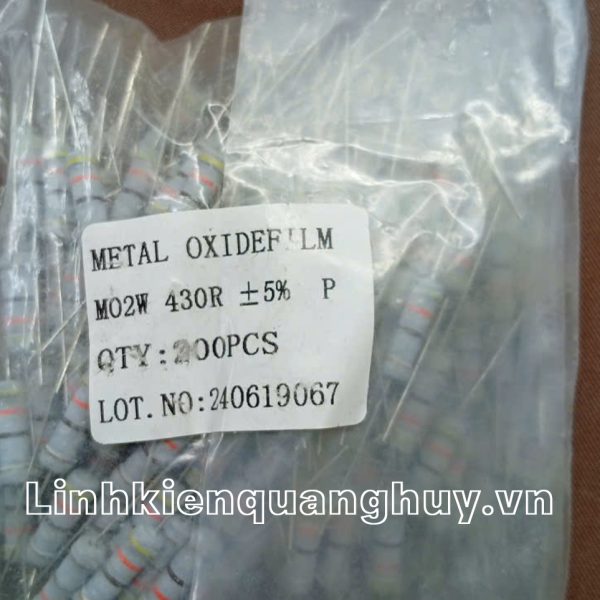 METAL OXIDEFILM
MO2W 430R ±5% P
QTY:200PCS
LOT.NO:240619067
Linhkienquanghuy.vn